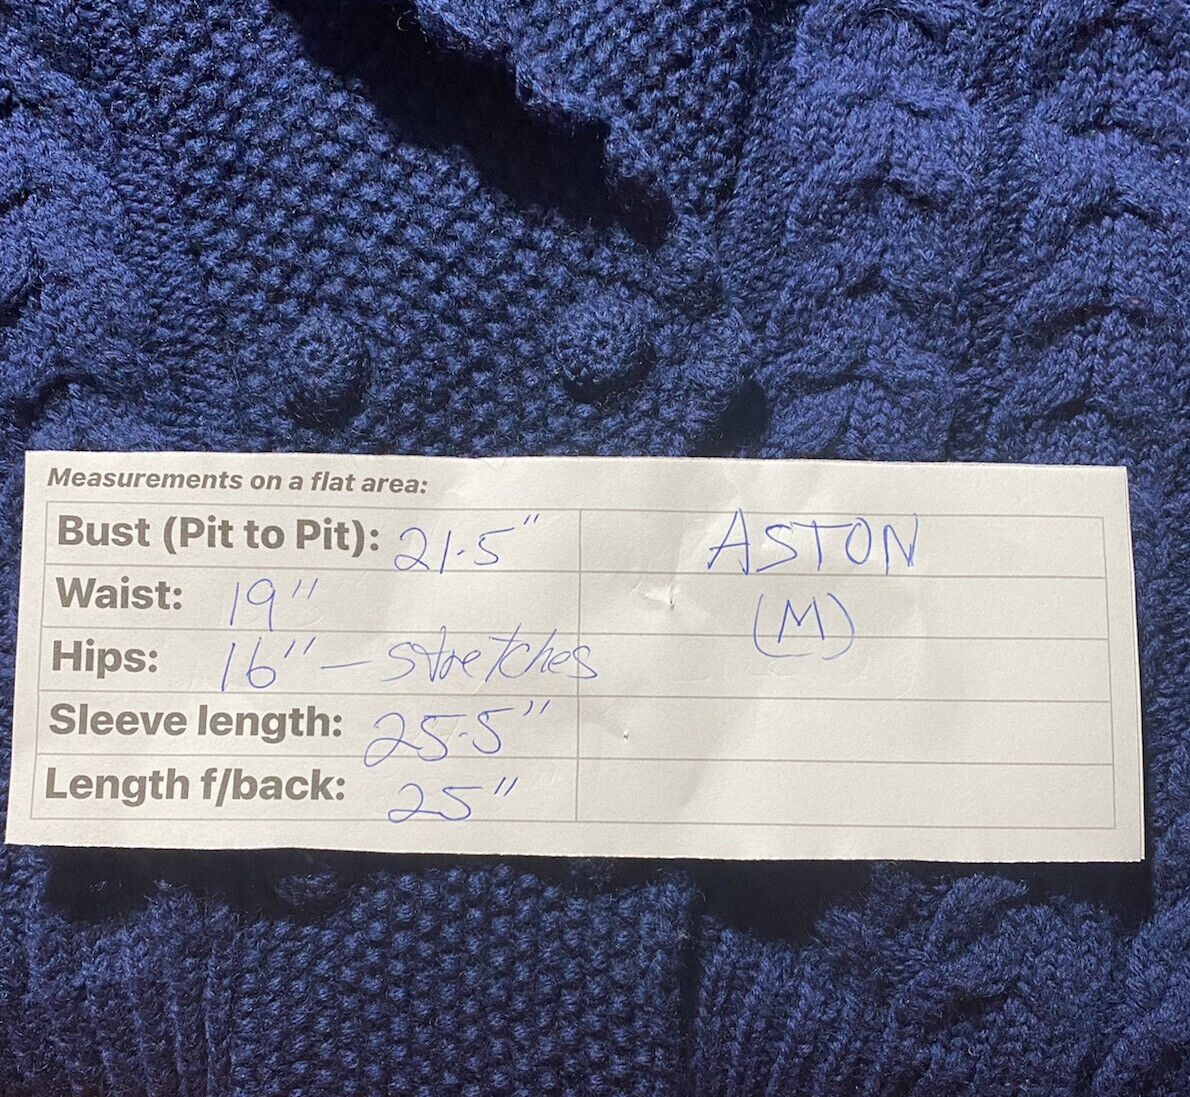 Measurements on a flat area:
Bust (Pit to Pit): 21.5" ASTON
Waist: 19" (M)
Hips: 16" - stretches
Sleeve length: 25.5"
Length f/back: 25"